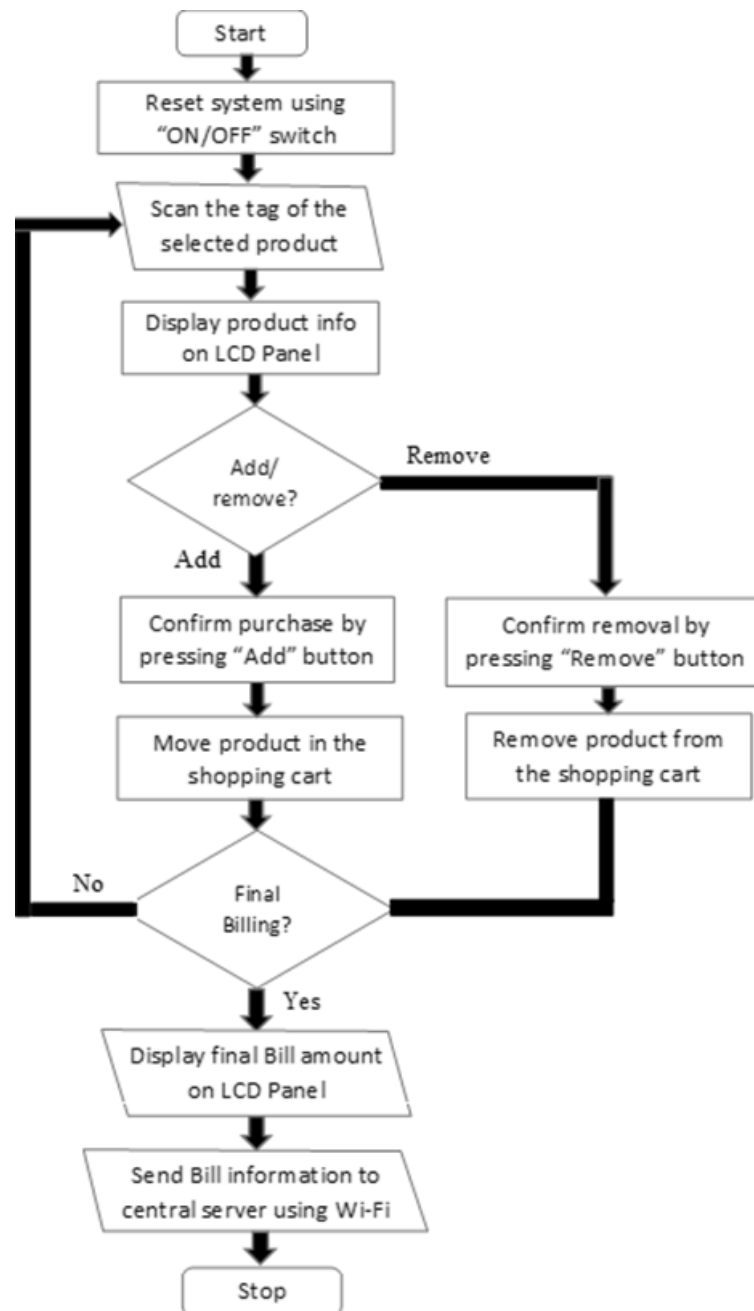 Start
Reset system using
“ON/OFF” switch
Scan the tag of the
selected product
Display product info
on LCD Panel
Add/
remove?
Remove
Add
Confirm purchase by
pressing “Add” button
Confirm removal by
pressing “Remove” button
Move product in the
shopping cart
Remove product from
the shopping cart
No
Final
Billing?
Yes
Display final Bill amount
on LCD Panel
Send Bill information to
central server using Wi-Fi
Stop